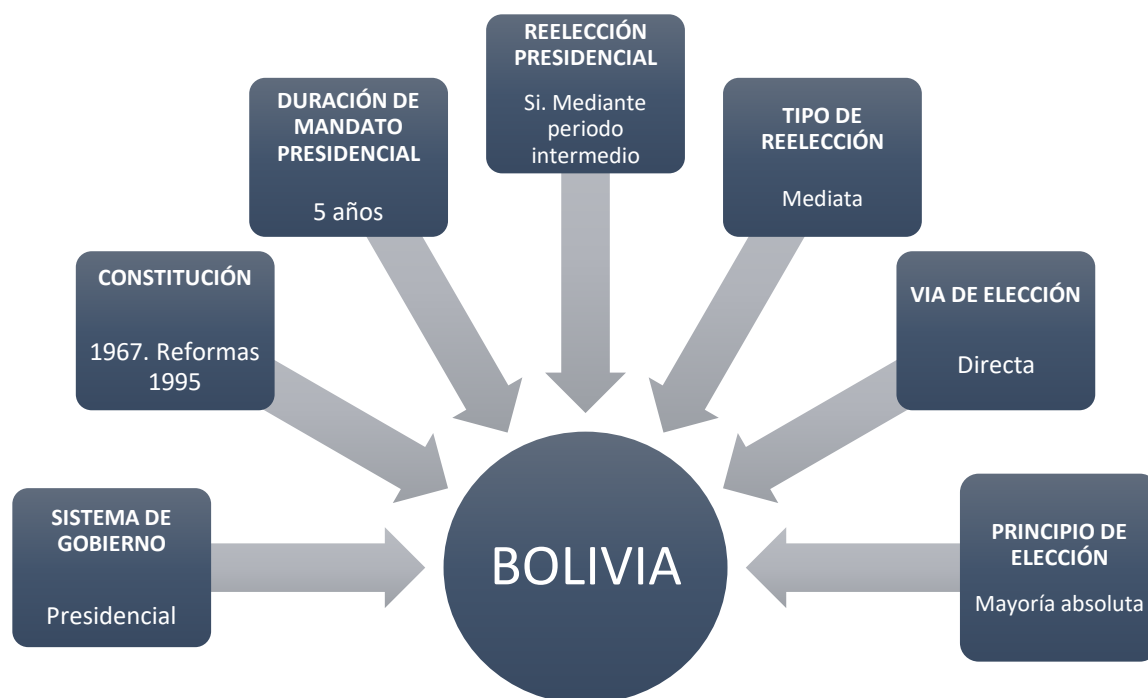 REELECCIÓN
PRESIDENCIAL
Si. Mediante
periodo
intermedio
DURACIÓN DE
MANDATO
PRESIDENCIAL
5 años
TIPO DE
REELECCIÓN
Mediata
CONSTITUCIÓN
1967. Reformas
1995
VIA DE ELECCIÓN
Directa
SISTEMA DE
GOBIERNO
Presidencial
BOLIVIA
PRINCIPIO DE
ELECCIÓN
Mayoría absoluta